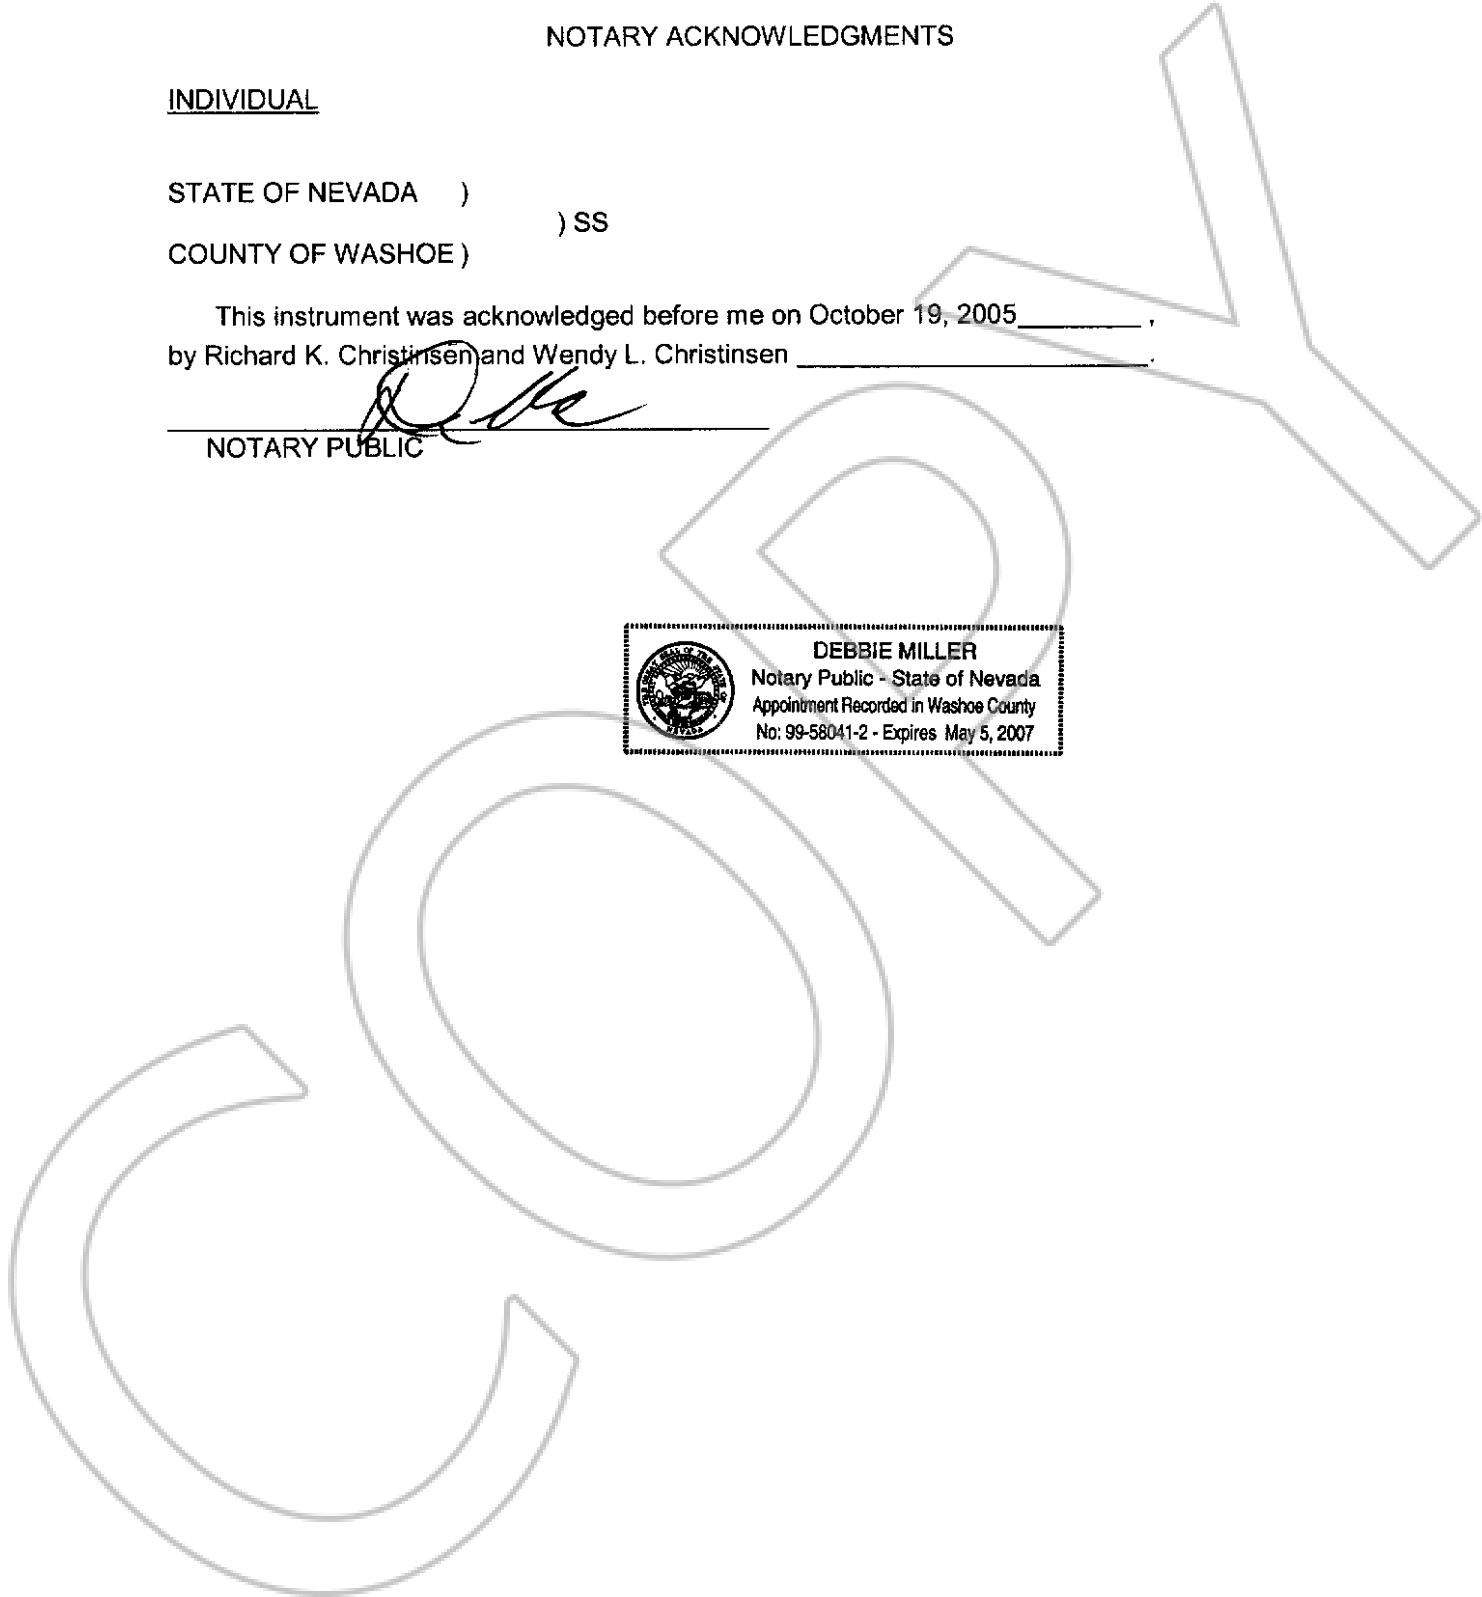 NOTARY ACKNOWLEDGMENTS
INDIVIDUAL
STATE OF NEVADA )
) SS
COUNTY OF WASHOE )
This instrument was acknowledged before me on October 19, 2005_________ ,
by Richard K. Christinsen and Wendy L. Christinsen __________________________.
NOTARY PUBLIC
DEBBIE MILLER
Notary Public - State of Nevada
Appointment Recorded in Washoe County
No: 99-58041-2 - Expires May 5, 2007
COPY